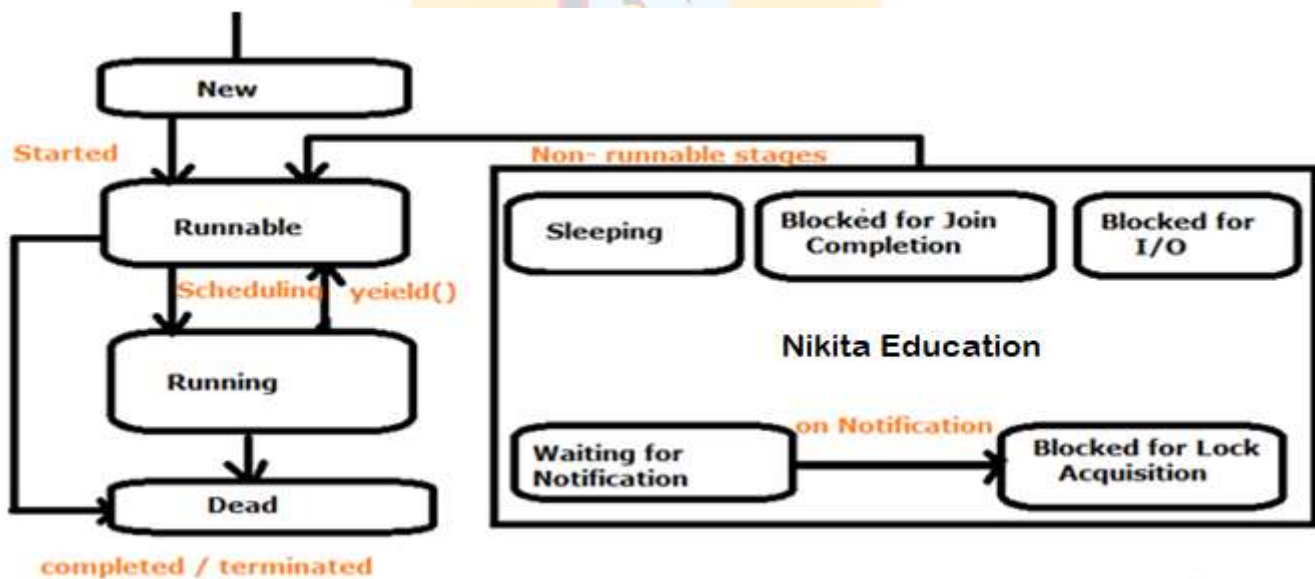 New
Started
Non- runnable stages
Runnable
Sleeping
Blocked for Join
Completion
Blocked for
I/O
Scheduling
yeield()
Nikita Education
Running
on Notification
Waiting for
Notification
Blocked for Lock
Acquisition
Dead
completed / terminated